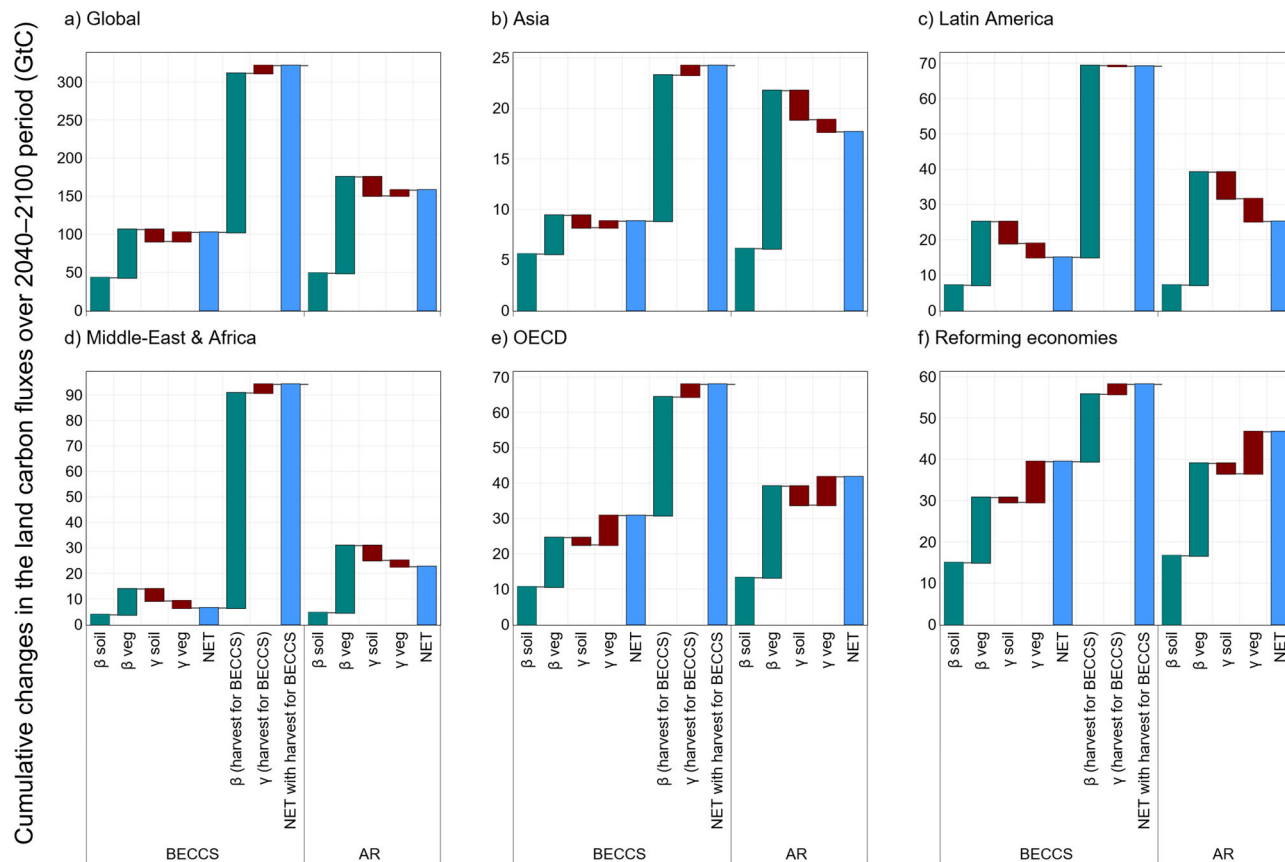 Cumulative changes in the land carbon fluxes over 2040–2100 period (GtC)
a) Global
b) Asia
c) Latin America
300
250
200
150
100
50
0
25
20
15
10
5
0
70
60
50
40
30
20
10
0
d) Middle-East & Africa
e) OECD
f) Reforming economies
90
80
70
60
50
40
30
20
10
0
70
60
50
40
30
20
10
0
60
50
40
30
20
10
0
β soil
β veg
γ soil
γ veg
NET
β (harvest for BECCS)
γ (harvest for BECCS)
NET with harvest for BECCS
β soil
β veg
γ soil
γ veg
NET
β soil
β veg
γ soil
γ veg
NET
β (harvest for BECCS)
γ (harvest for BECCS)
NET with harvest for BECCS
β soil
β veg
γ soil
γ veg
NET
β soil
β veg
γ soil
γ veg
NET
β (harvest for BECCS)
γ (harvest for BECCS)
NET with harvest for BECCS
β soil
β veg
γ soil
γ veg
NET
BECCS
AR
BECCS
AR
BECCS
AR